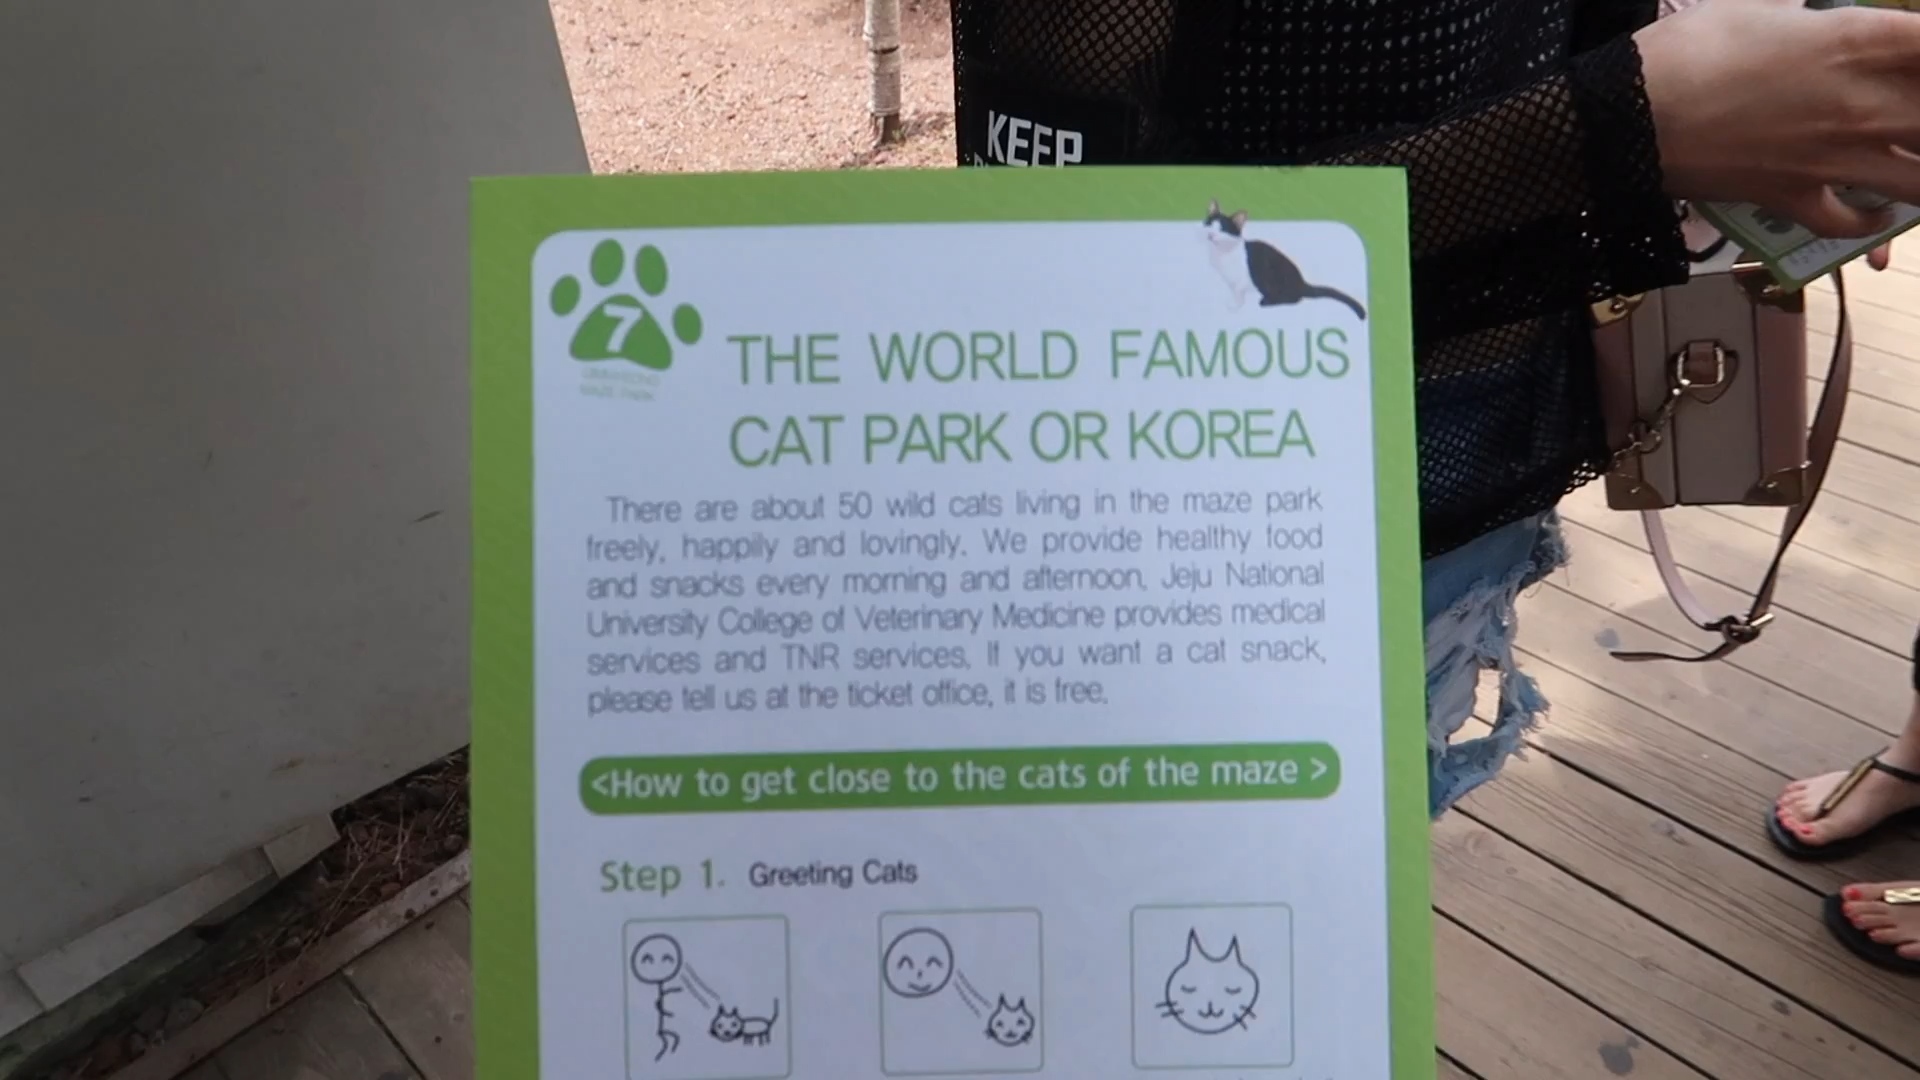 KEEP
7
MAZE PARK
THE WORLD FAMOUS
CAT PARK OR KOREA
There are about 50 wild cats living in the maze park
freely, happily and lovingly. We provide healthy food
and snacks every morning and afternoon. Jeju National
University College of Veterinary Medicine provides medical
services and TNR services. If you want a cat snack,
please tell us at the ticket office, it is free.
<How to get close to the cats of the maze >
Step 1. Greeting Cats